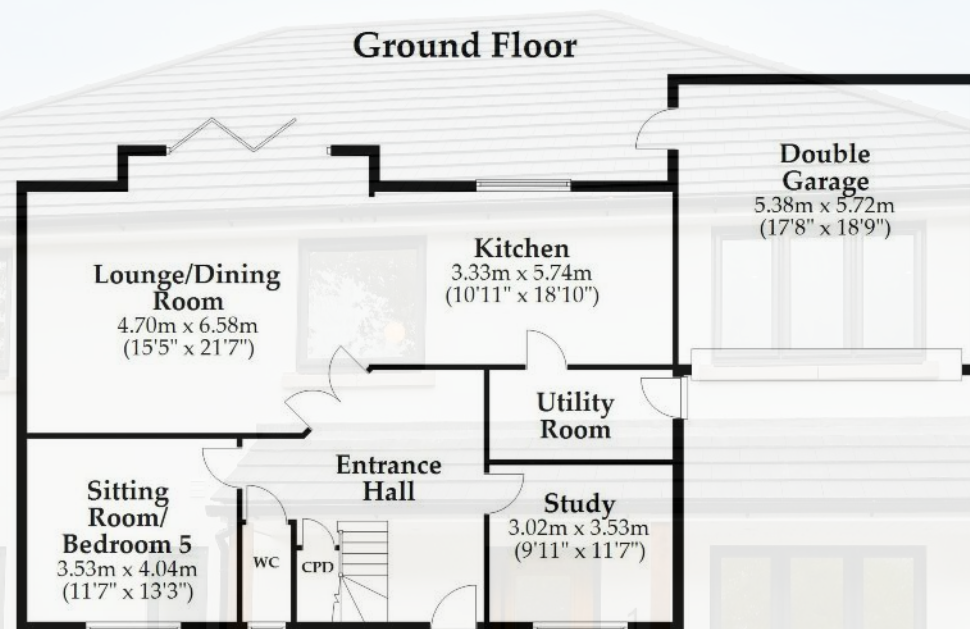 Ground Floor
Double
Garage
5.38m x 5.72m
(17'8" x 18'9")
Kitchen
3.33m x 5.74m
(10'11" x 18'10")
Lounge/Dining
Room
4.70m x 6.58m
(15'5" x 21'7")
Utility
Room
Entrance
Hall
Sitting
Room/
Bedroom 5
3.53m x 4.04m
(11'7" x 13'3")
Study
3.02m x 3.53m
(9'11" x 11'7")
WC
CPD